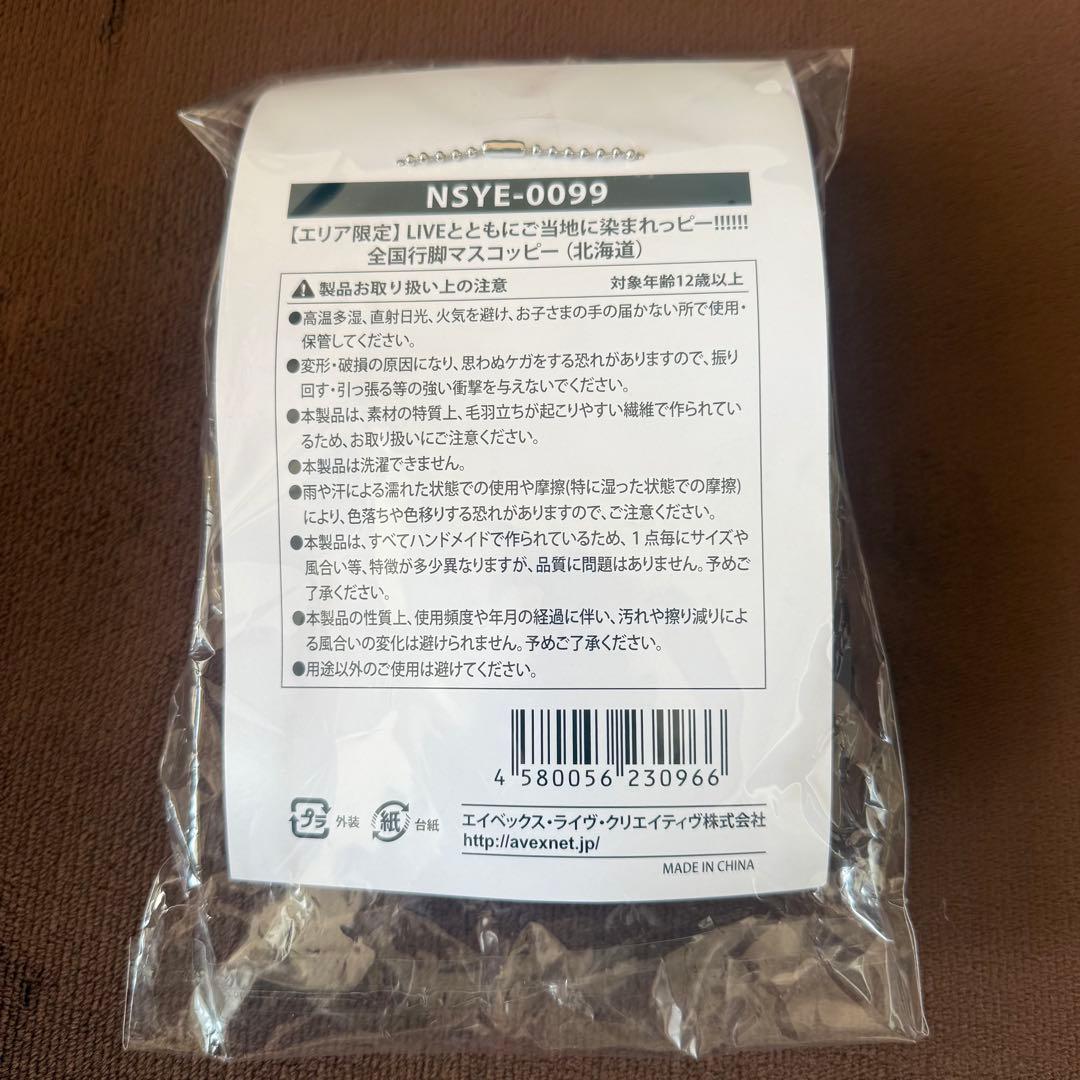 NSYE-0099
【エリア限定】LIVEとともにご当地に染まれっピー!!!!!!
全国行脚マスコッピー（北海道）
製品お取り扱い上の注意 対象年齢12歳以上
●高温多湿、直射日光、火気を避け、お子さまの手の届かない所で使用・
保管してください。
●変形・破損の原因になり、思わぬケガをする恐れがありますので、振り
回す・引っ張る等の強い衝撃を与えないでください。
●本製品は、素材の特質上、毛羽立ちが起こりやすい繊維で作られてい
るため、お取り扱いにご注意ください。
●本製品は洗濯できません。
●雨や汗による濡れた状態での使用や摩擦(特に湿った状態での摩擦)
により、色落ちや色移りする恐れがありますので、ご注意ください。
●本製品は、すべてハンドメイドで作られているため、1点毎にサイズや
風合い等、特徴が多少異なりますが、品質に問題はありません。予めご
了承ください。
●本製品の性質上、使用頻度や年月の経過に伴い、汚れや擦り減りによ
る風合いの変化は避けられません。予めご了承ください。
●用途以外のご使用は避けてください。
4 580056 230966
プラ 外装 紙 台紙
エイベックス・ライヴ・クリエイティヴ株式会社
http://avexnet.jp/
MADE IN CHINA